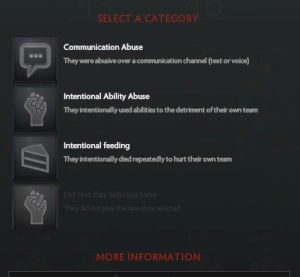 SELECT A CATEGORY
Communication Abuse
They were abusive over a communication channel (text or voice)
Intentional Ability Abuse
They intentionally used abilities to the detriment of their own team
Intentional feeding
They intentionally died repeatedly to hurt their own team
Did Not Play Selected Lane
They did not play the lane they selected
MORE INFORMATION